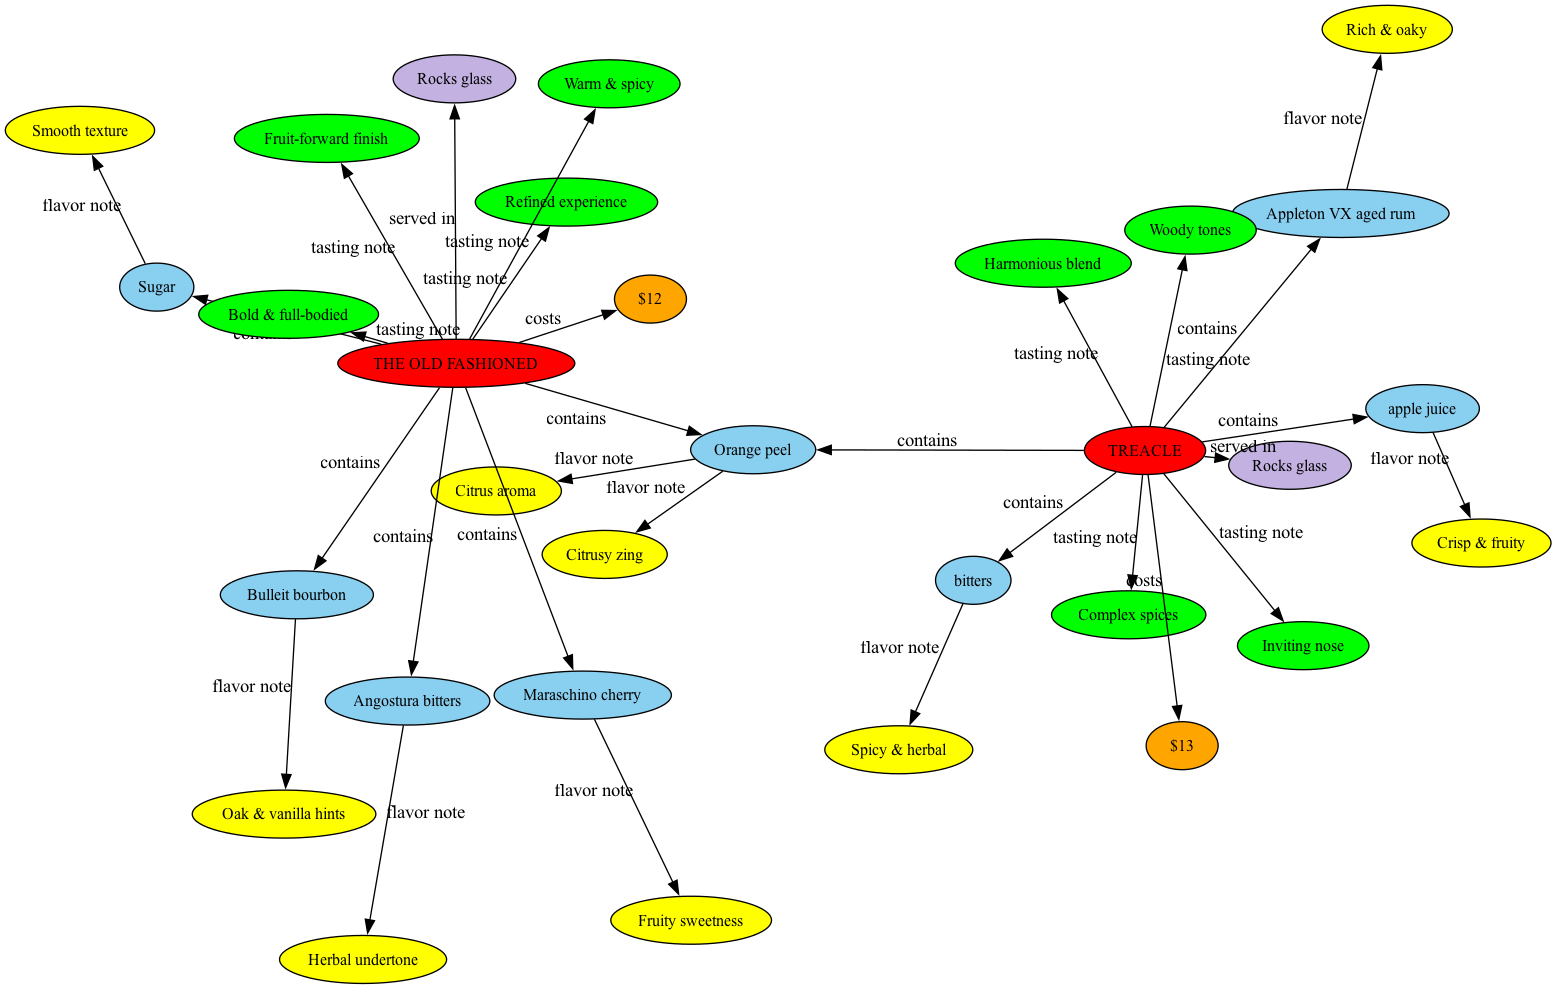 Rich & oaky
Rocks glass
Warm & spicy
flavor note
Smooth texture
Fruit-forward finish
Refined experience
flavor note
served in
Appleton VX aged rum
Woody tones
tasting note
tasting note
Harmonious blend
tasting note
Sugar
$12
Bold & full-bodied
costs
tasting note
contains
contains
tasting note
tasting note
THE OLD FASHIONED
apple juice
contains
contains
contains
Orange peel
TREACLE
served in
Rocks glass
contains
flavor note
flavor note
Citrus aroma
flavor note
contains
contains
contains
tasting note
tasting note
Crisp & fruity
Citrusy zing
bitters
costs
Bulleit bourbon
Complex spices
Inviting nose
flavor note
flavor note
Angostura bitters
Maraschino cherry
Spicy & herbal
$13
flavor note
Oak & vanilla hints
flavor note
Fruity sweetness
Herbal undertone